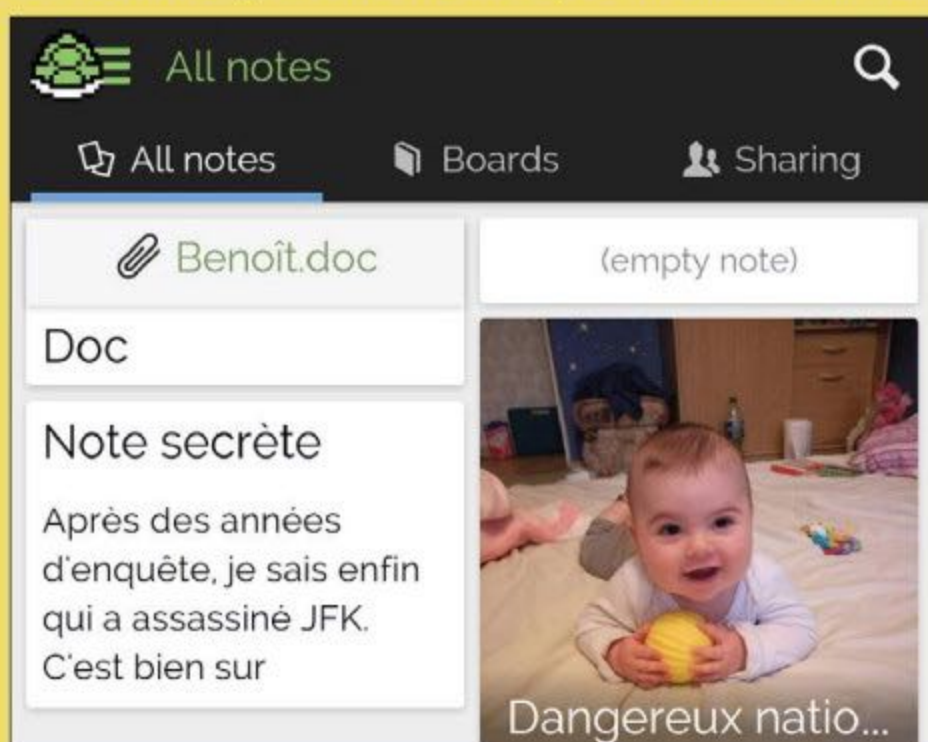 All notes
All notes
Boards
Sharing
Benoît.doc
Doc
Note secrète
Après des années
d'enquête, je sais enfin
qui a assassiné JFK.
C'est bien sur
(empty note)
Dangereux natio...